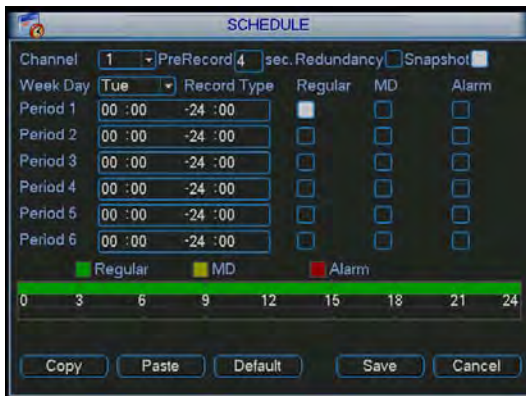 SCHEDULE
Channel 1 PreRecord 4 sec. Redundancy Snapshot
Week Day Tue Record Type Regular MD Alarm
Period 1 00 :00 -24 :00
Period 2 00 :00 -24 :00
Period 3 00 :00 -24 :00
Period 4 00 :00 -24 :00
Period 5 00 :00 -24 :00
Period 6 00 :00 -24 :00
Regular MD Alarm
0 3 6 9 12 15 18 21 24
Copy Paste Default Save Cancel